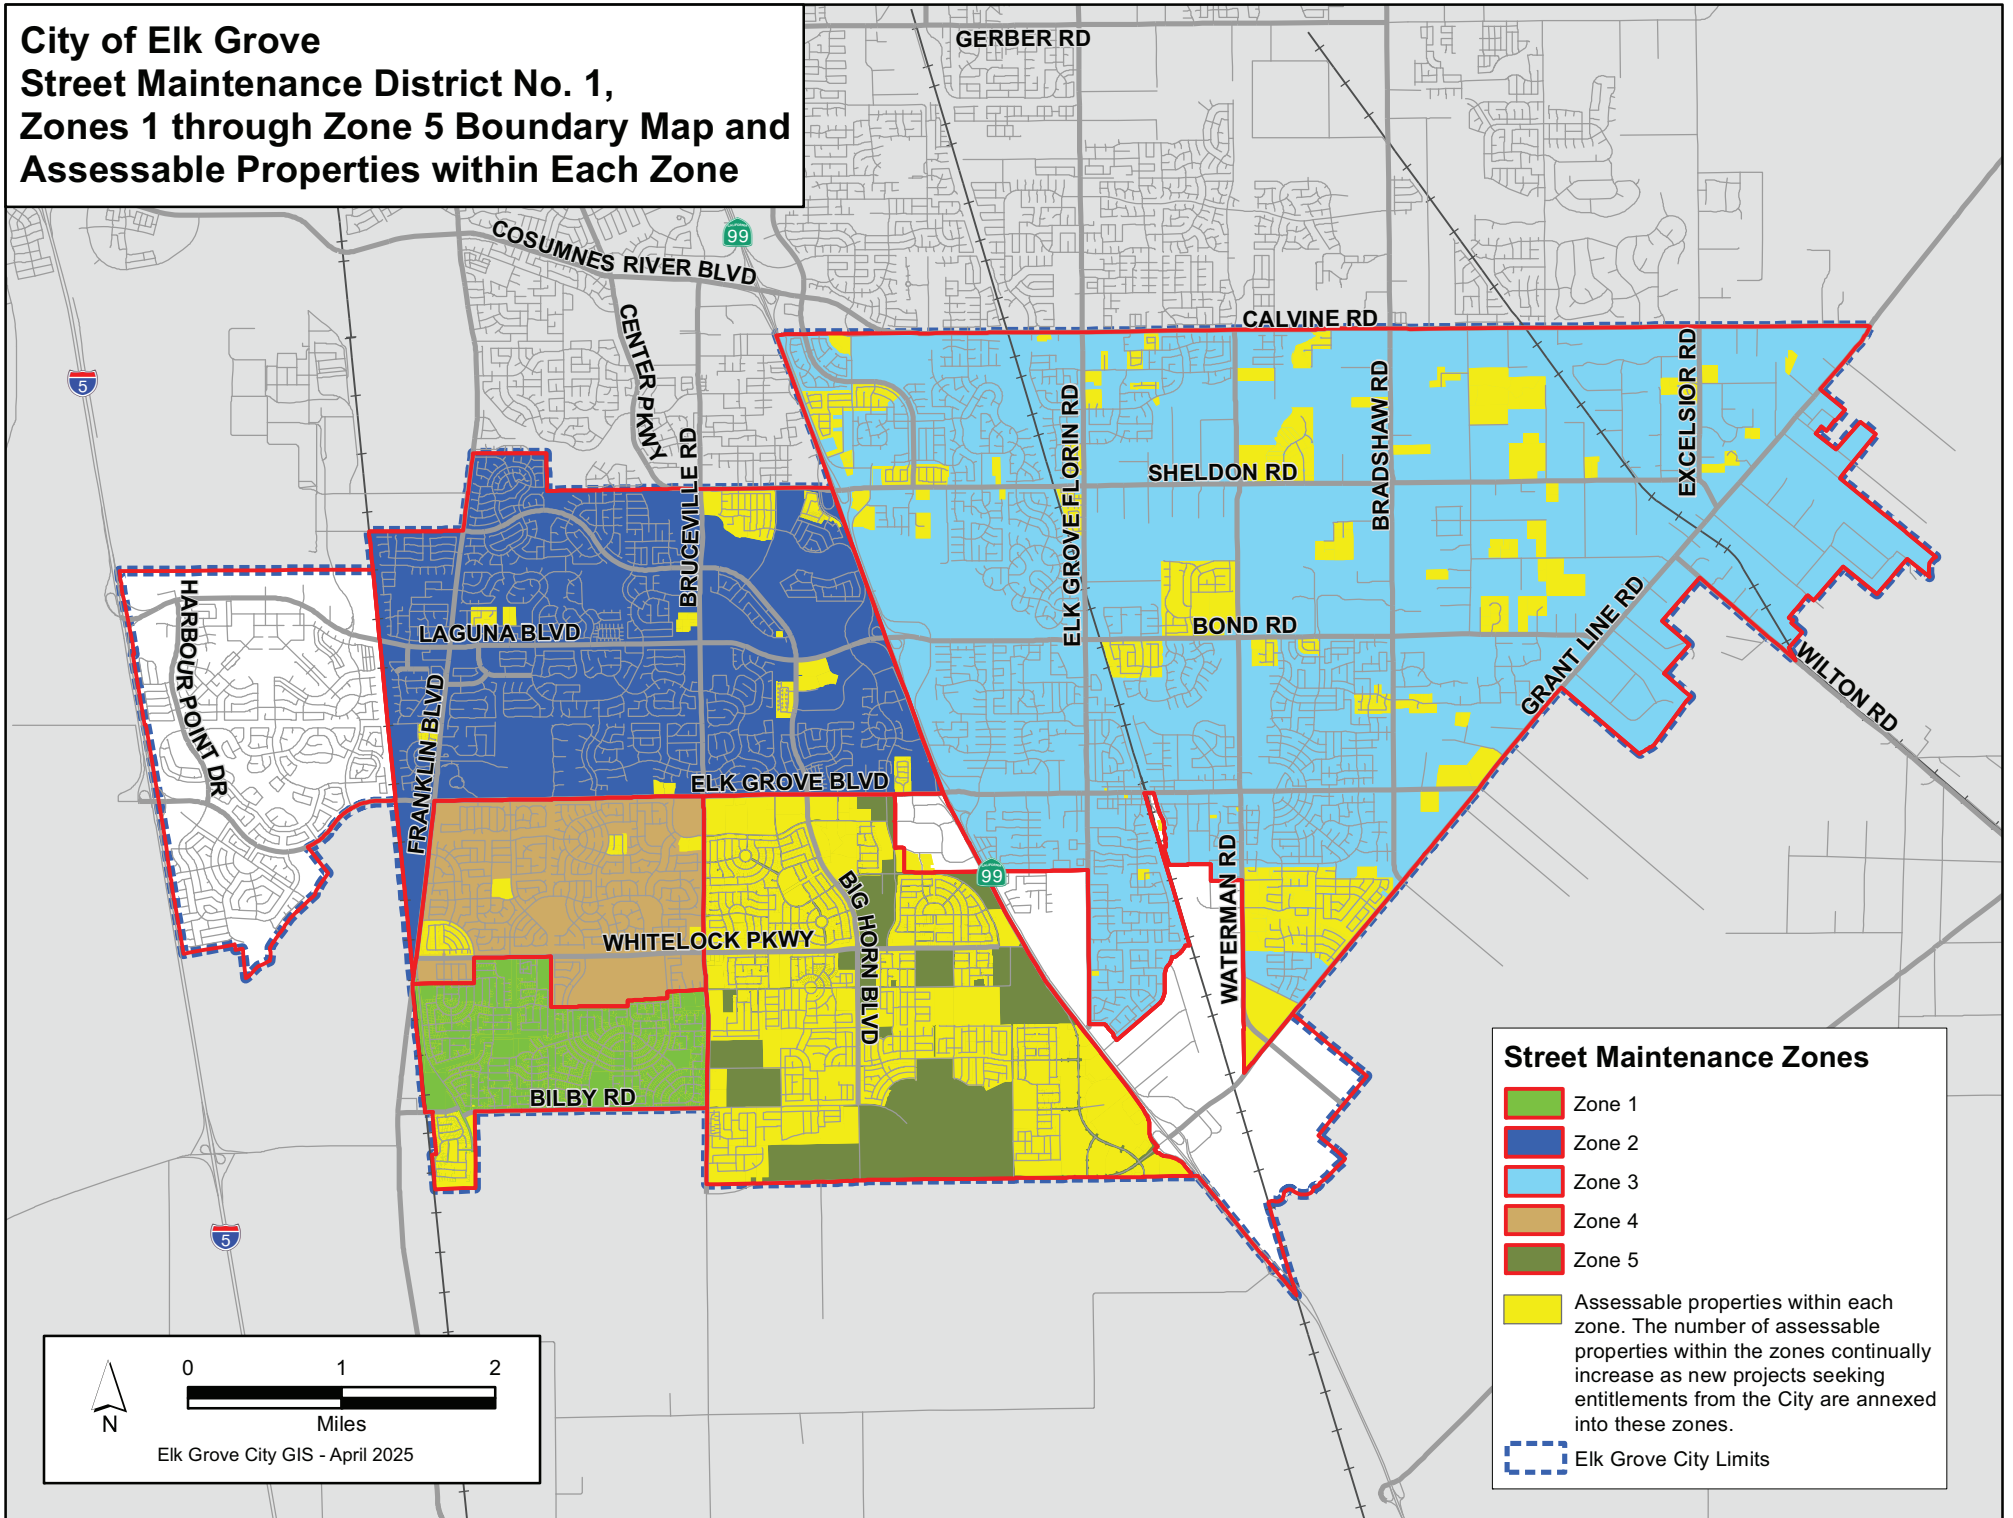 City of Elk Grove
Street Maintenance District No. 1,
Zones 1 through Zone 5 Boundary Map and
Assessable Properties within Each Zone
GERBER RD
99
COSUMNES RIVER BLVD
CENTER PKWY
CALVINE RD
5
EXCELSIOR RD
BRADSHAW RD
ELK GROVE FLORIN RD
BRUCEVILLE RD
SHELDON RD
HARBOUR POINT DR
LAGUNA BLVD
BOND RD
GRANT LINE RD
WILTON RD
FRANKLIN BLVD
ELK GROVE BLVD
99
BIG HORN BLVD
WATERMAN RD
WHITELOCK PKWY
BILBY RD
5
Street Maintenance Zones
Zone 1
Zone 2
Zone 3
Zone 4
Zone 5
Assessable properties within each
zone. The number of assessable
properties within the zones continually
increase as new projects seeking
entitlements from the City are annexed
into these zones.
Elk Grove City Limits
0 1 2
Miles
N
Elk Grove City GIS - April 2025